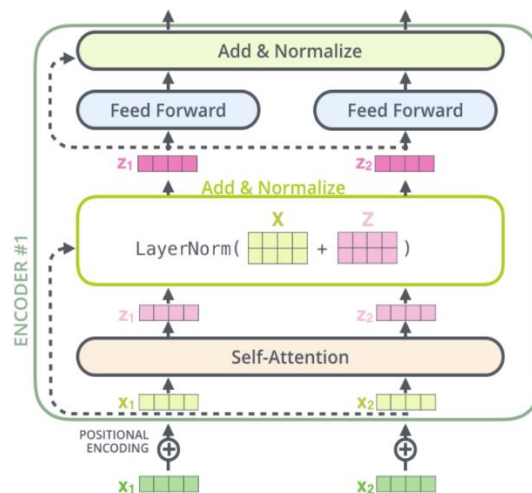 Add & Normalize
Feed Forward Feed Forward
z1 z2
Add & Normalize
X Z
LayerNorm( + )
z1 z2
Self-Attention
x1 x2
POSITIONAL
ENCODING
x1 x2
ENCODER #1